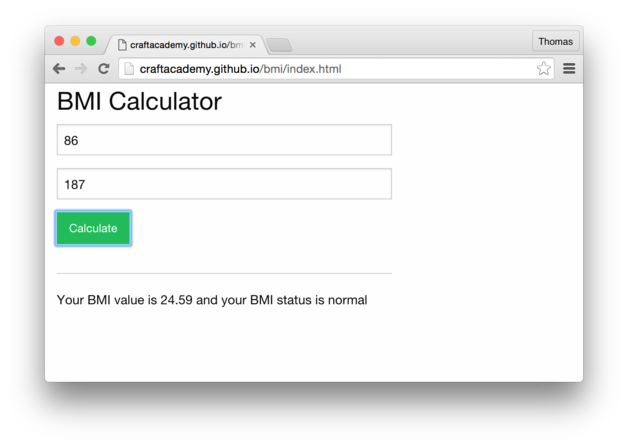 craftacademy.github.io/bm
Thomas
craftacademy.github.io/bmi/index.html
BMI Calculator
86
187
Calculate
Your BMI value is 24.59 and your BMI status is normal